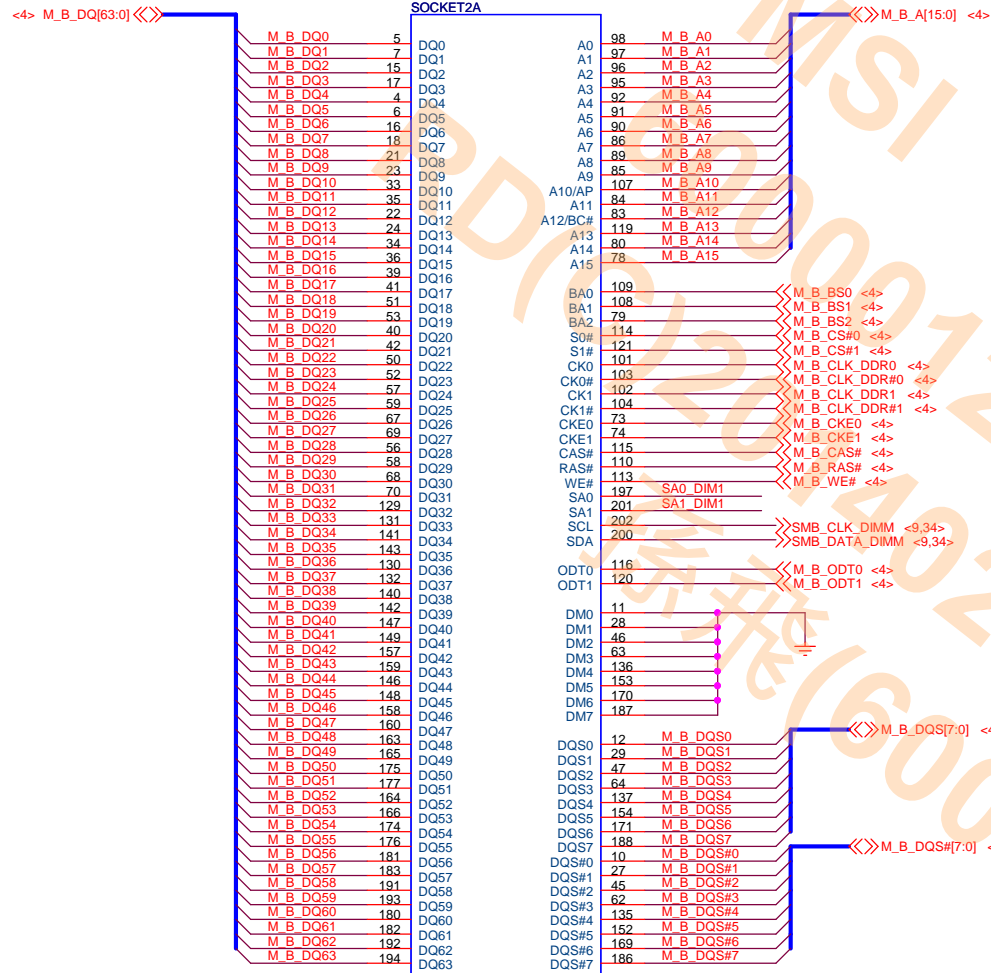 SOCKET2A
<4> M_B_DQ[63:0]
M_B_A[15:0] <4>
M_B_DQ0 5 DQ0 A0 98 M_B_A0
M_B_DQ1 7 DQ1 A1 97 M_B_A1
M_B_DQ2 15 DQ2 A2 96 M_B_A2
M_B_DQ3 17 DQ3 A3 95 M_B_A3
M_B_DQ4 4 DQ4 A4 92 M_B_A4
M_B_DQ5 6 DQ5 A5 91 M_B_A5
M_B_DQ6 16 DQ6 A6 90 M_B_A6
M_B_DQ7 18 DQ7 A7 86 M_B_A7
M_B_DQ8 21 DQ8 A8 89 M_B_A8
M_B_DQ9 23 DQ9 A9 85 M_B_A9
M_B_DQ10 33 DQ10 A10/AP 107 M_B_A10
M_B_DQ11 35 DQ11 A11 84 M_B_A11
M_B_DQ12 22 DQ12 A12/BC# 83 M_B_A12
M_B_DQ13 24 DQ13 A13 119 M_B_A13
M_B_DQ14 34 DQ14 A14 80 M_B_A14
M_B_DQ15 36 DQ15 A15 78 M_B_A15
M_B_DQ16 39 DQ16
M_B_DQ17 41 DQ17 BA0 109 M_B_BS0 <4>
M_B_DQ18 51 DQ18 BA1 108 M_B_BS1 <4>
M_B_DQ19 53 DQ19 BA2 79 M_B_BS2 <4>
M_B_DQ20 40 DQ20 S0# 114 M_B_CS#0 <4>
M_B_DQ21 42 DQ21 S1# 121 M_B_CS#1 <4>
M_B_DQ22 50 DQ22 CK0 101 M_B_CLK_DDR0 <4>
M_B_DQ23 52 DQ23 CK0# 103 M_B_CLK_DDR#0 <4>
M_B_DQ24 57 DQ24 CK1 102 M_B_CLK_DDR1 <4>
M_B_DQ25 59 DQ25 CK1# 104 M_B_CLK_DDR#1 <4>
M_B_DQ26 67 DQ26 CKE0 73 M_B_CKE0 <4>
M_B_DQ27 69 DQ27 CKE1 74 M_B_CKE1 <4>
M_B_DQ28 56 DQ28 CAS# 115 M_B_CAS# <4>
M_B_DQ29 58 DQ29 RAS# 110 M_B_RAS# <4>
M_B_DQ30 68 DQ30 WE# 113 M_B_WE# <4>
M_B_DQ31 70 DQ31 SA0 197 SA0_DIM1
M_B_DQ32 129 DQ32 SA1 201 SA1_DIM1
M_B_DQ33 131 DQ33 SCL 202 SMB_CLK_DIMM <9,34>
M_B_DQ34 141 DQ34 SDA 200 SMB_DATA_DIMM <9,34>
M_B_DQ35 143 DQ35
M_B_DQ36 130 DQ36 ODT0 116 M_B_ODT0 <4>
M_B_DQ37 132 DQ37 ODT1 120 M_B_ODT1 <4>
M_B_DQ38 140 DQ38
M_B_DQ39 142 DQ39 DM0 11
M_B_DQ40 147 DQ40 DM1 28
M_B_DQ41 149 DQ41 DM2 46
M_B_DQ42 157 DQ42 DM3 63
M_B_DQ43 159 DQ43 DM4 136
M_B_DQ44 146 DQ44 DM5 153
M_B_DQ45 148 DQ45 DM6 170
M_B_DQ46 158 DQ46 DM7 187
M_B_DQ47 160 DQ47
M_B_DQ48 163 DQ48 DQS0 12 M_B_DQS0
M_B_DQ49 165 DQ49 DQS1 29 M_B_DQS1
M_B_DQ50 175 DQ50 DQS2 47 M_B_DQS2
M_B_DQ51 177 DQ51 DQS3 64 M_B_DQS3
M_B_DQ52 164 DQ52 DQS4 137 M_B_DQS4
M_B_DQ53 166 DQ53 DQS5 154 M_B_DQS5
M_B_DQ54 174 DQ54 DQS6 171 M_B_DQS6
M_B_DQ55 176 DQ55 DQS7 188 M_B_DQS7
M_B_DQ56 181 DQ56 DQS#0 10 M_B_DQS#0
M_B_DQ57 183 DQ57 DQS#1 27 M_B_DQS#1
M_B_DQ58 191 DQ58 DQS#2 45 M_B_DQS#2
M_B_DQ59 193 DQ59 DQS#3 62 M_B_DQS#3
M_B_DQ60 180 DQ60 DQS#4 135 M_B_DQS#4
M_B_DQ61 182 DQ61 DQS#5 152 M_B_DQS#5
M_B_DQ62 192 DQ62 DQS#6 169 M_B_DQS#6
M_B_DQ63 194 DQ63 DQS#7 186 M_B_DQS#7
M_B_DQS[7:0]
M_B_DQS#[7:0]
MSI
PD(C)201402
孫飛(600